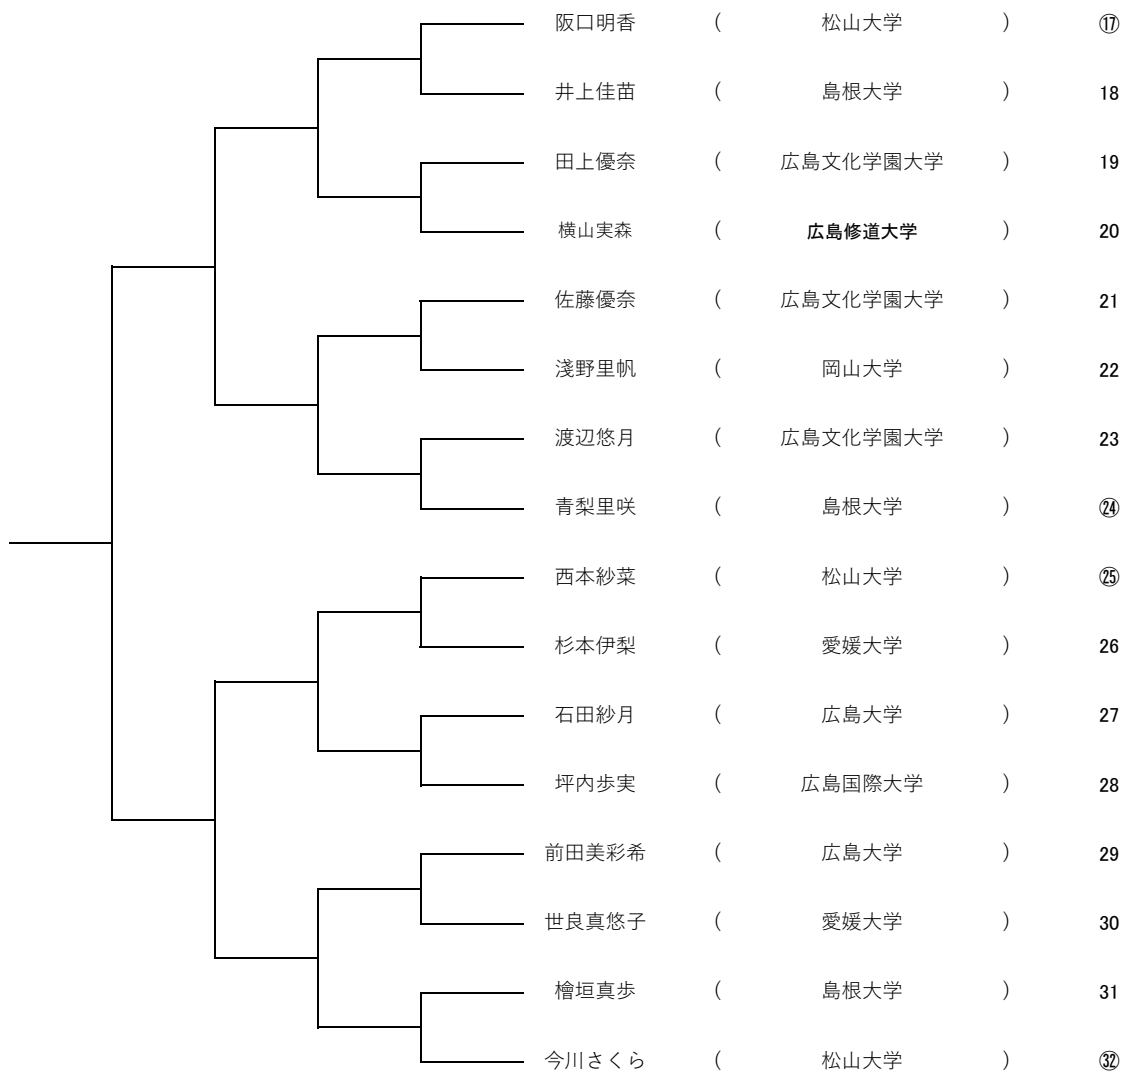 阪口明香 ( 松山大学 ) ⑰
井上佳苗 ( 島根大学 ) 18
田上優奈 ( 広島文化学園大学 ) 19
横山実森 ( 広島修道大学 ) 20
佐藤優奈 ( 広島文化学園大学 ) 21
淺野里帆 ( 岡山大学 ) 22
渡辺悠月 ( 広島文化学園大学 ) 23
青梨里咲 ( 島根大学 ) ㉔
西本紗菜 ( 松山大学 ) ㉕
杉本伊梨 ( 愛媛大学 ) 26
石田紗月 ( 広島大学 ) 27
坪内歩実 ( 広島国際大学 ) 28
前田美彩希 ( 広島大学 ) 29
世良真悠子 ( 愛媛大学 ) 30
檜垣真歩 ( 島根大学 ) 31
今川さくら ( 松山大学 ) ㉜